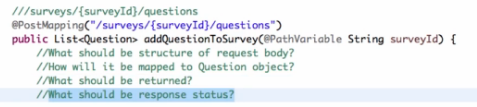 ///surveys/{surveyId}/questions
@PostMapping("/surveys/{surveyId}/questions")
public List<Question> addQuestionToSurvey(@PathVariable String surveyId) {
//What should be structure of request body?
//How will it be mapped to Question object?
//What should be returned?
//What should be response status?